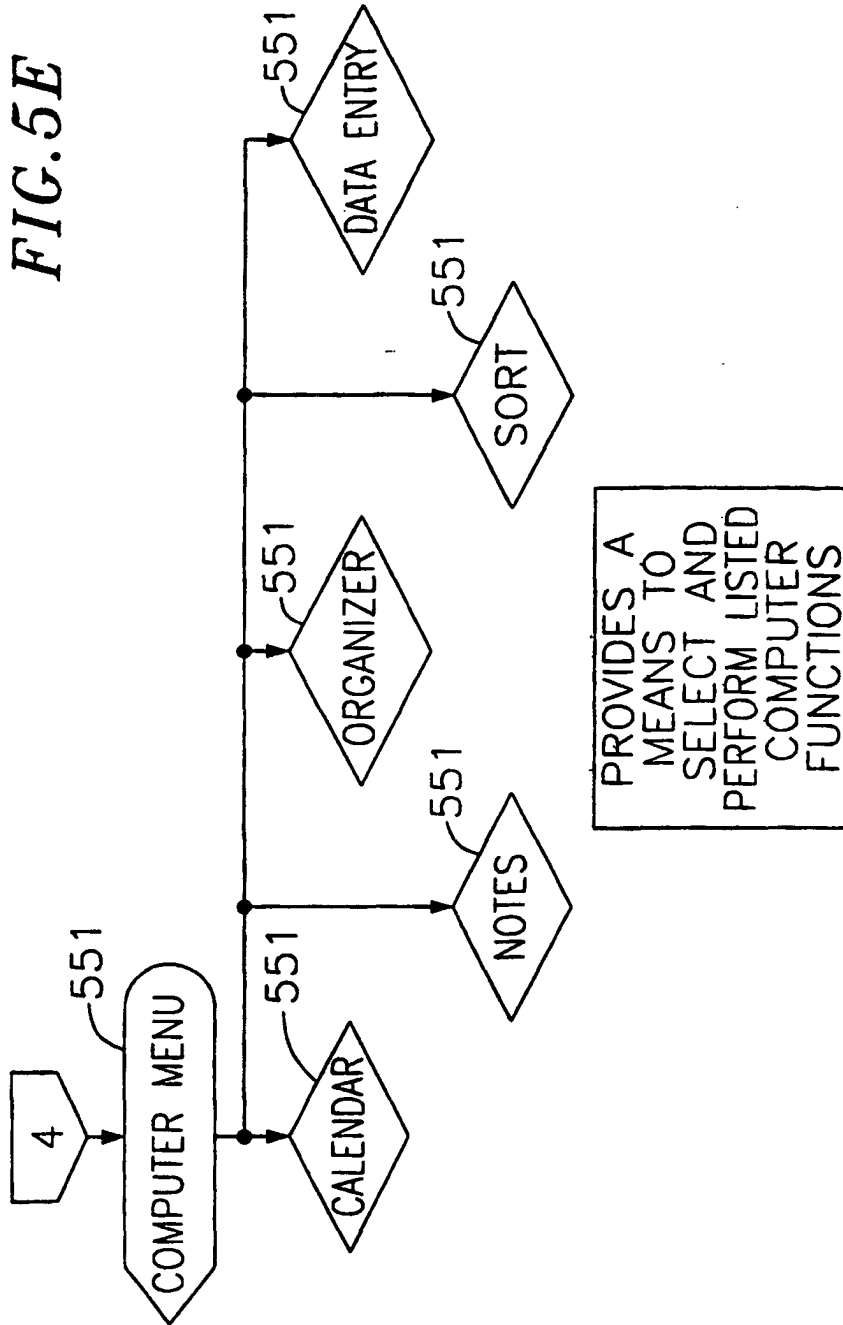 FIG.5E
4
COMPUTER MENU
551
CALENDAR
551
NOTES
551
ORGANIZER
551
SORT
551
DATA ENTRY
551
PROVIDES A
MEANS TO
SELECT AND
PERFORM LISTED
COMPUTER
FUNCTIONS